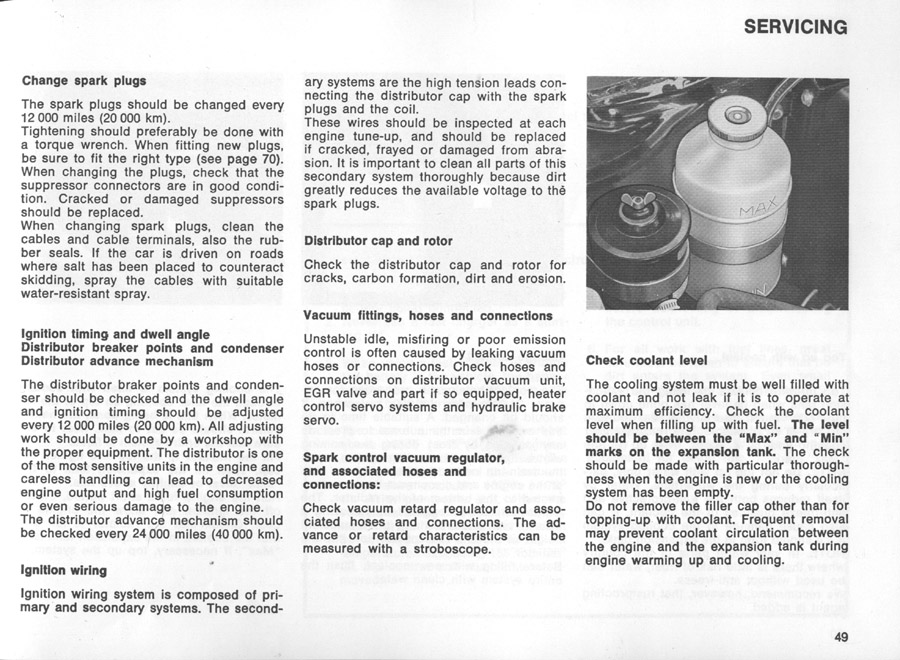 SERVICING
Change spark plugs
The spark plugs should be changed every
12 000 miles (20 000 km).
Tightening should preferably be done with
a torque wrench. When fitting new plugs,
be sure to fit the right type (see page 70).
When changing the plugs, check that the
suppressor connectors are in good condi-
tion. Cracked or damaged suppressors
should be replaced.
When changing spark plugs, clean the
cables and cable terminals, also the rub-
ber seals. If the car is driven on roads
where salt has been placed to counteract
skidding, spray the cables with suitable
water-resistant spray.
Ignition timing and dwell angle
Distributor breaker points and condenser
Distributor advance mechanism
The distributor braker points and conden-
ser should be checked and the dwell angle
and ignition timing should be adjusted
every 12 000 miles (20 000 km). All adjusting
work should be done by a workshop with
the proper equipment. The distributor is one
of the most sensitive units in the engine and
careless handling can lead to decreased
engine output and high fuel consumption
or even serious damage to the engine.
The distributor advance mechanism should
be checked every 24 000 miles (40 000 km).
Ignition wiring
Ignition wiring system is composed of pri-
mary and secondary systems. The second-
ary systems are the high tension leads con-
necting the distributor cap with the spark
plugs and the coil.
These wires should be inspected at each
engine tune-up, and should be replaced
if cracked, frayed or damaged from abra-
sion. It is important to clean all parts of this
secondary system thoroughly because dirt
greatly reduces the available voltage to the
spark plugs.
Distributor cap and rotor
Check the distributor cap and rotor for
cracks, carbon formation, dirt and erosion.
Vacuum fittings, hoses and connections
Unstable idle, misfiring or poor emission
control is often caused by leaking vacuum
hoses or connections. Check hoses and
connections on distributor vacuum unit,
EGR valve and part if so equipped, heater
control servo systems and hydraulic brake
servo.
Spark control vacuum regulator,
and associated hoses and
connections:
Check vacuum retard regulator and asso-
ciated hoses and connections. The ad-
vance or retard characteristics can be
measured with a stroboscope.
MAX
Check coolant level
The cooling system must be well filled with
coolant and not leak if it is to operate at
maximum efficiency. Check the coolant
level when filling up with fuel. The level
should be between the "Max" and "Min"
marks on the expansion tank. The check
should be made with particular thorough-
ness when the engine is new or the cooling
system has been empty.
Do not remove the filler cap other than for
topping-up with coolant. Frequent removal
may prevent coolant circulation between
the engine and the expansion tank during
engine warming up and cooling.
49